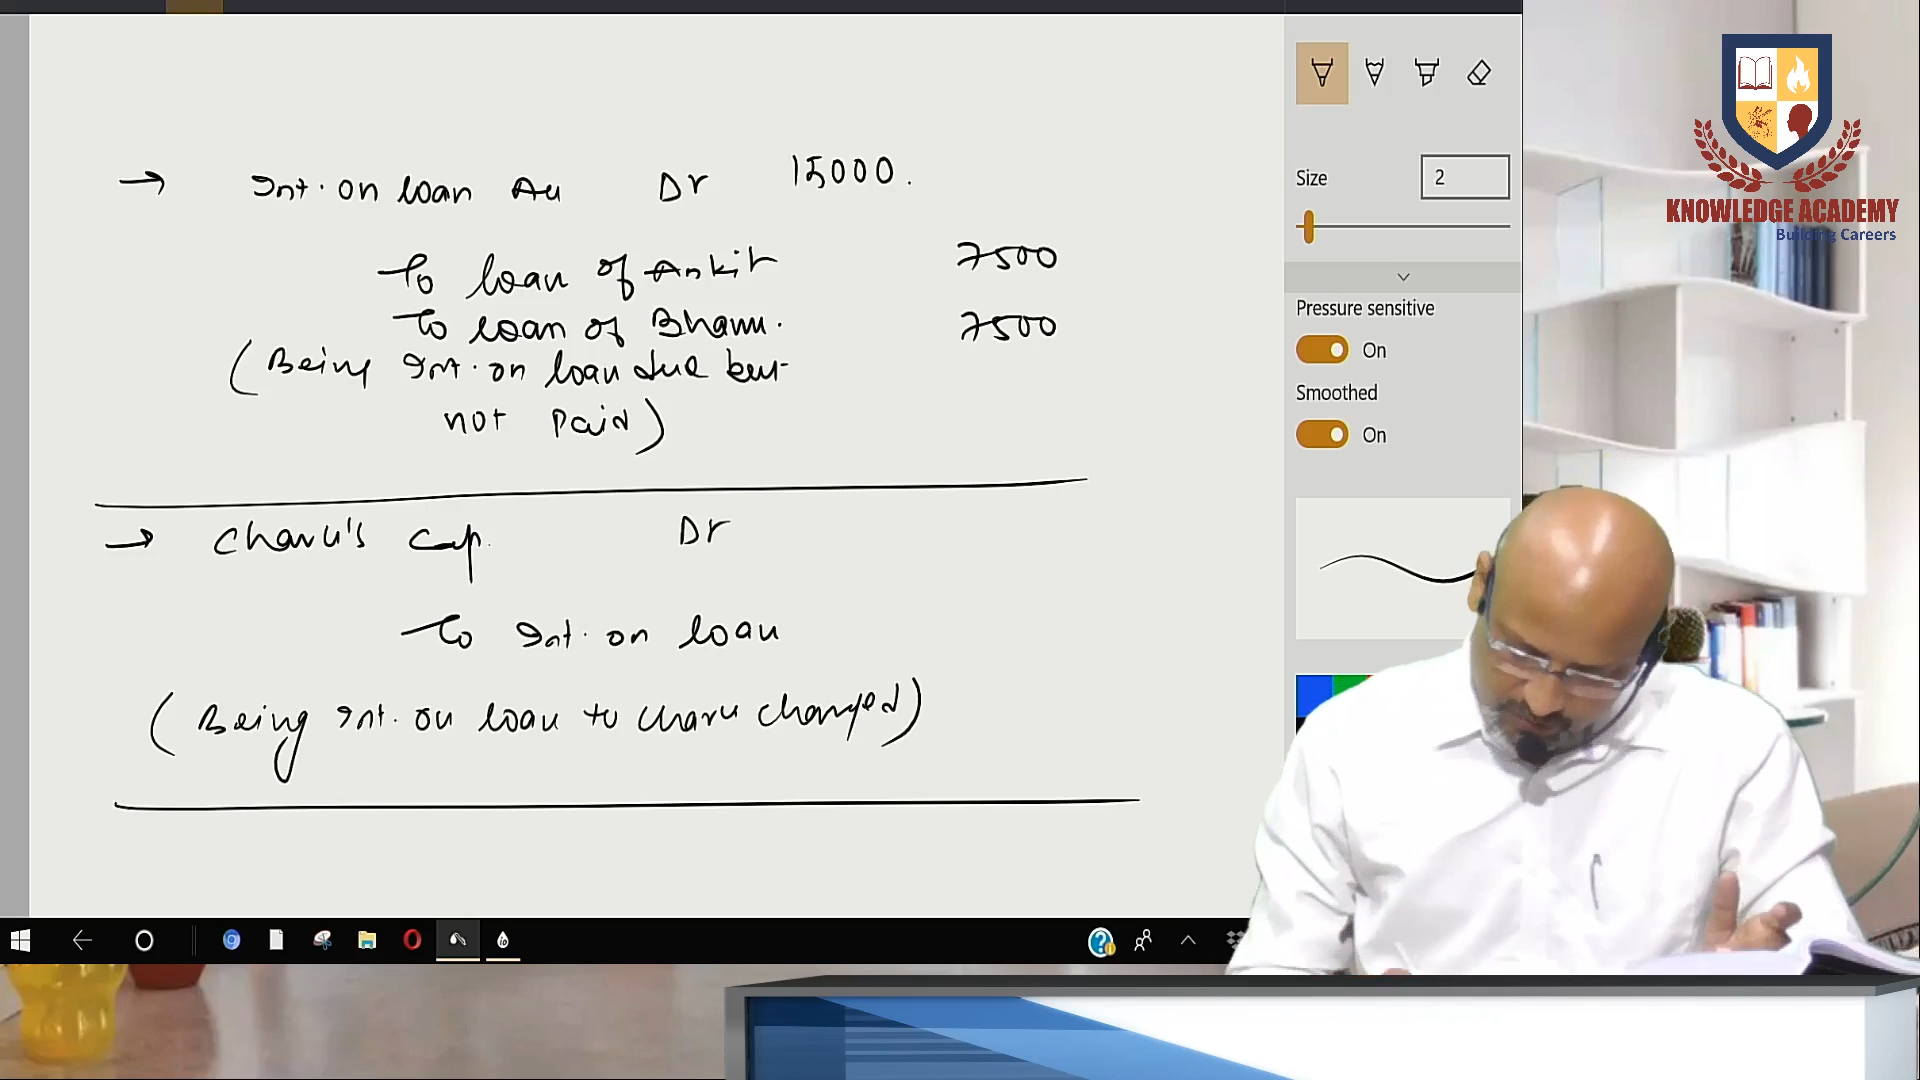 → Int. on loan A/c Dr 15000.
To loan of Ankit 7500
To loan of Bhanu. 7500
(Being Int. on loan due but
not Paid)
→ Charu's Cap. Dr
To Int. on loan
(Being Int. on loan to Charu charged)
Size 2
Pressure sensitive
On
Smoothed
On
KNOWLEDGE ACADEMY
Building Careers